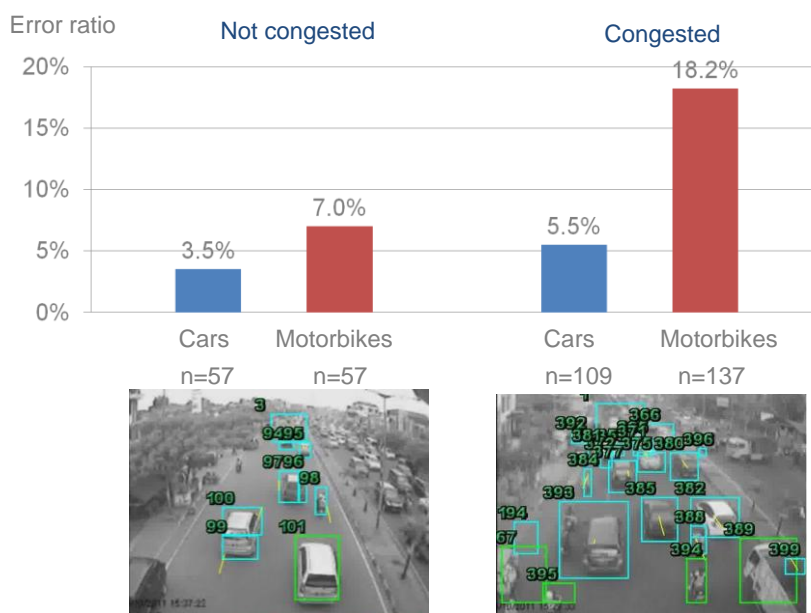 Error ratio
Not congested
Congested
20%
15%
10%
5%
0%
3.5%
7.0%
5.5%
18.2%
Cars
Motorbikes
Cars
Motorbikes
n=57
n=57
n=109
n=137
3
9495
9796
98
100
99
101
366
392
396
380
375
384
393
385
382
388
389
194
67
394
399
395